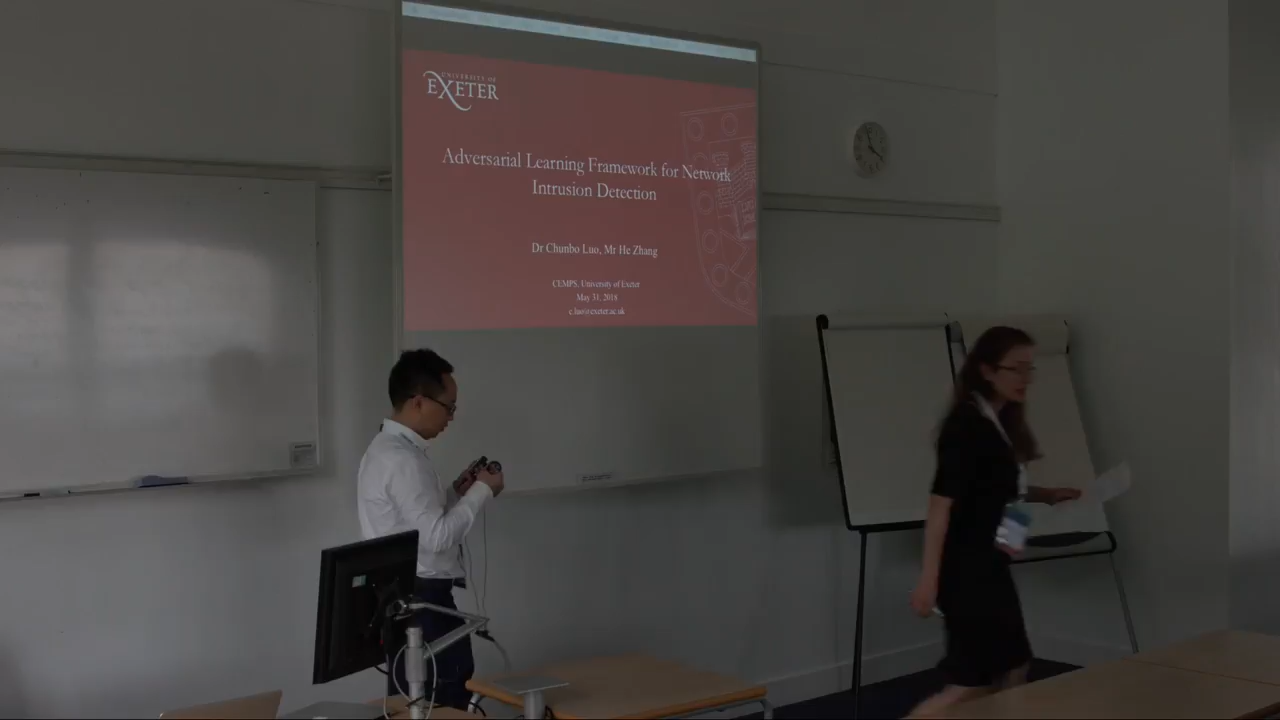 UNIVERSITY OF
EXETER
Adversarial Learning Framework for Network
Intrusion Detection
Dr Chunbo Luo, Mr He Zhang
CEMPS, University of Exeter
May 31, 2018
c.luo@exeter.ac.uk